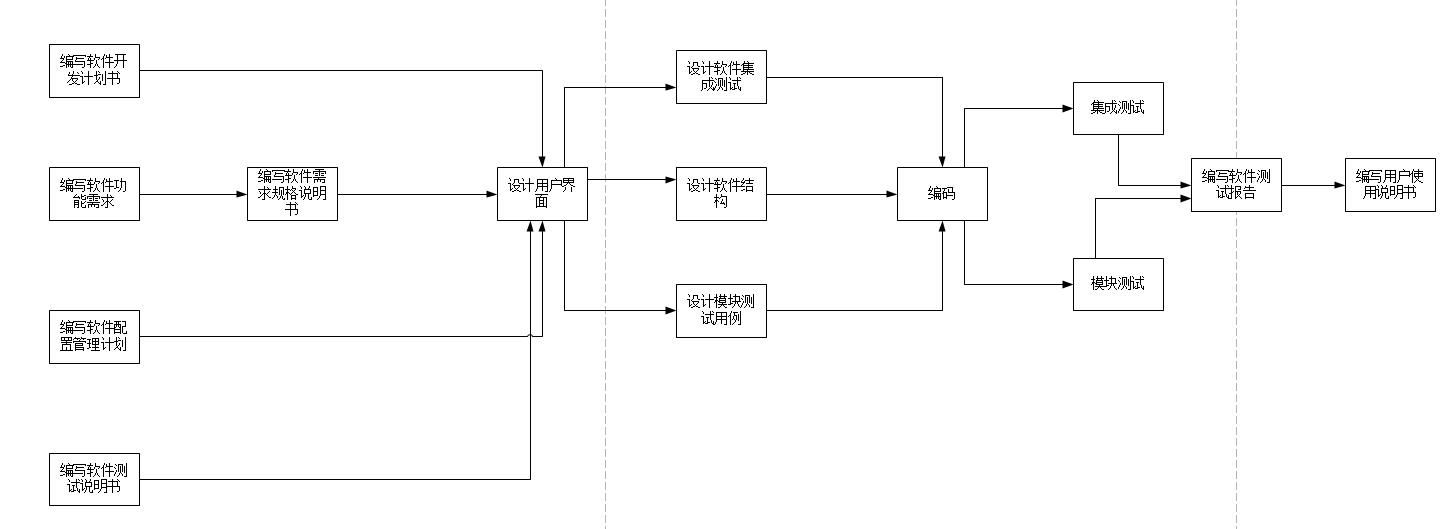 编写软件开
发计划书
编写软件功
能需求
编写软件需
求规格说明
书
编写软件配
置管理计划
编写软件测
试说明书
设计用户界
面
设计软件集
成测试
设计软件结
构
设计模块测
试用例
编码
集成测试
模块测试
编写软件测
试报告
编写用户使
用说明书